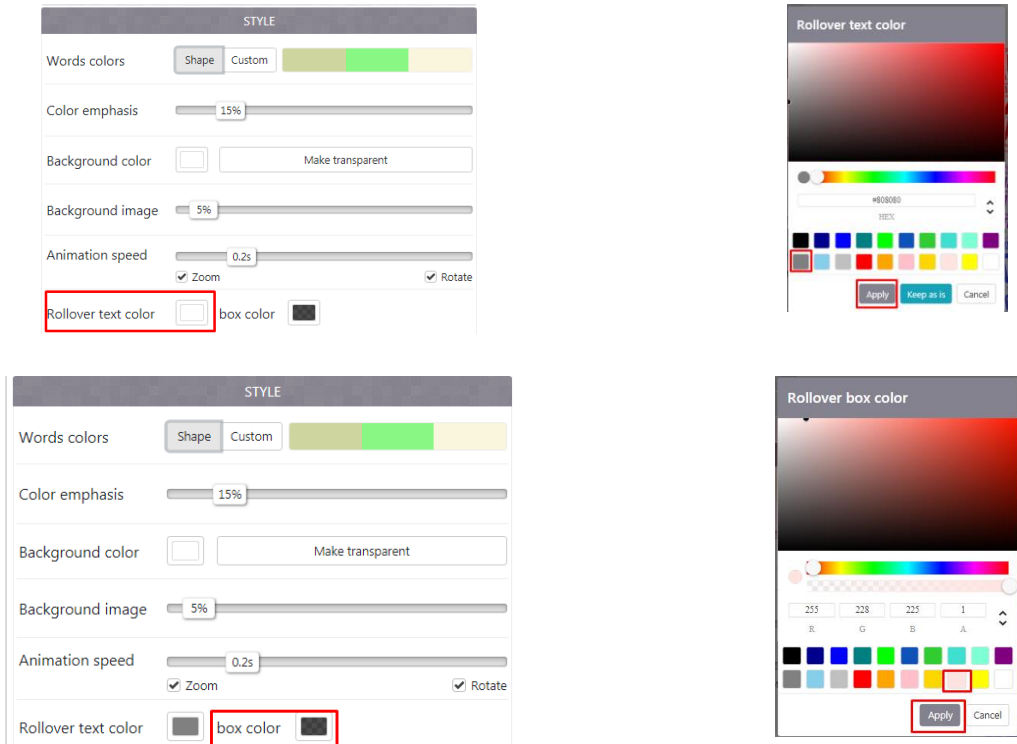 STYLE
Words colors Shape Custom
Color emphasis 15%
Background color Make transparent
Background image 5%
Animation speed 0.2s
Zoom Rotate
Rollover text color box color
Rollover text color
#808080
HEX
Apply Keep as is Cancel
STYLE
Words colors Shape Custom
Color emphasis 15%
Background color Make transparent
Background image 5%
Animation speed 0.2s
Zoom Rotate
Rollover text color box color
Rollover box color
255 228 225 1
R G B A
Apply Cancel